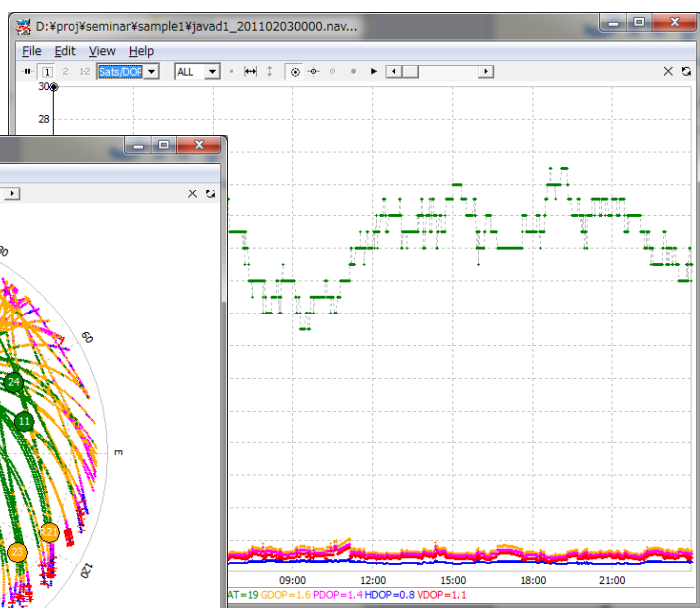 D:¥proj¥seminar¥sample1¥javad1_201102030000.nav...
File Edit View Help
1 2 1-2 Sats/DOP ALL
30
28
60
24
11
E
R21
23
120
09:00 12:00 15:00 18:00 21:00
AT=19 GDOP=1.6 PDOP=1.4 HDOP=0.8 VDOP=1.1